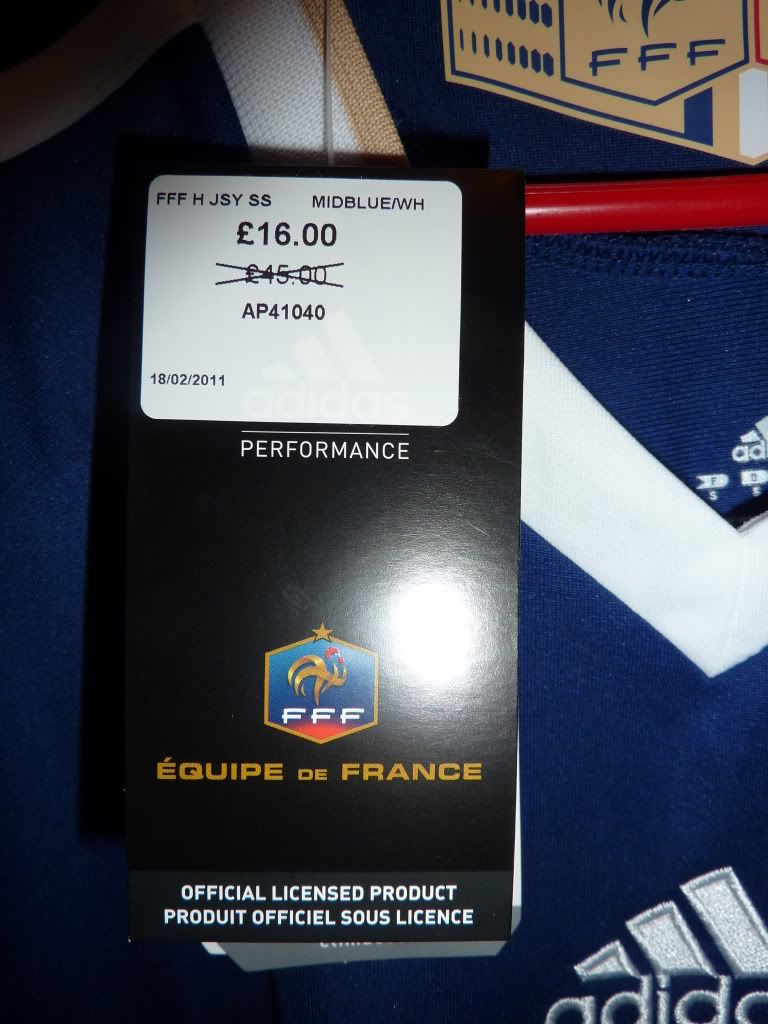 FFF
FFF H JSY SS MIDBLUE/WH
£16.00
£45.00
AP41040
18/02/2011
adidas
PERFORMANCE
FFF
ÉQUIPE DE FRANCE
OFFICIAL LICENSED PRODUCT
PRODUIT OFFICIEL SOUS LICENCE
F
S
D
S
adidas